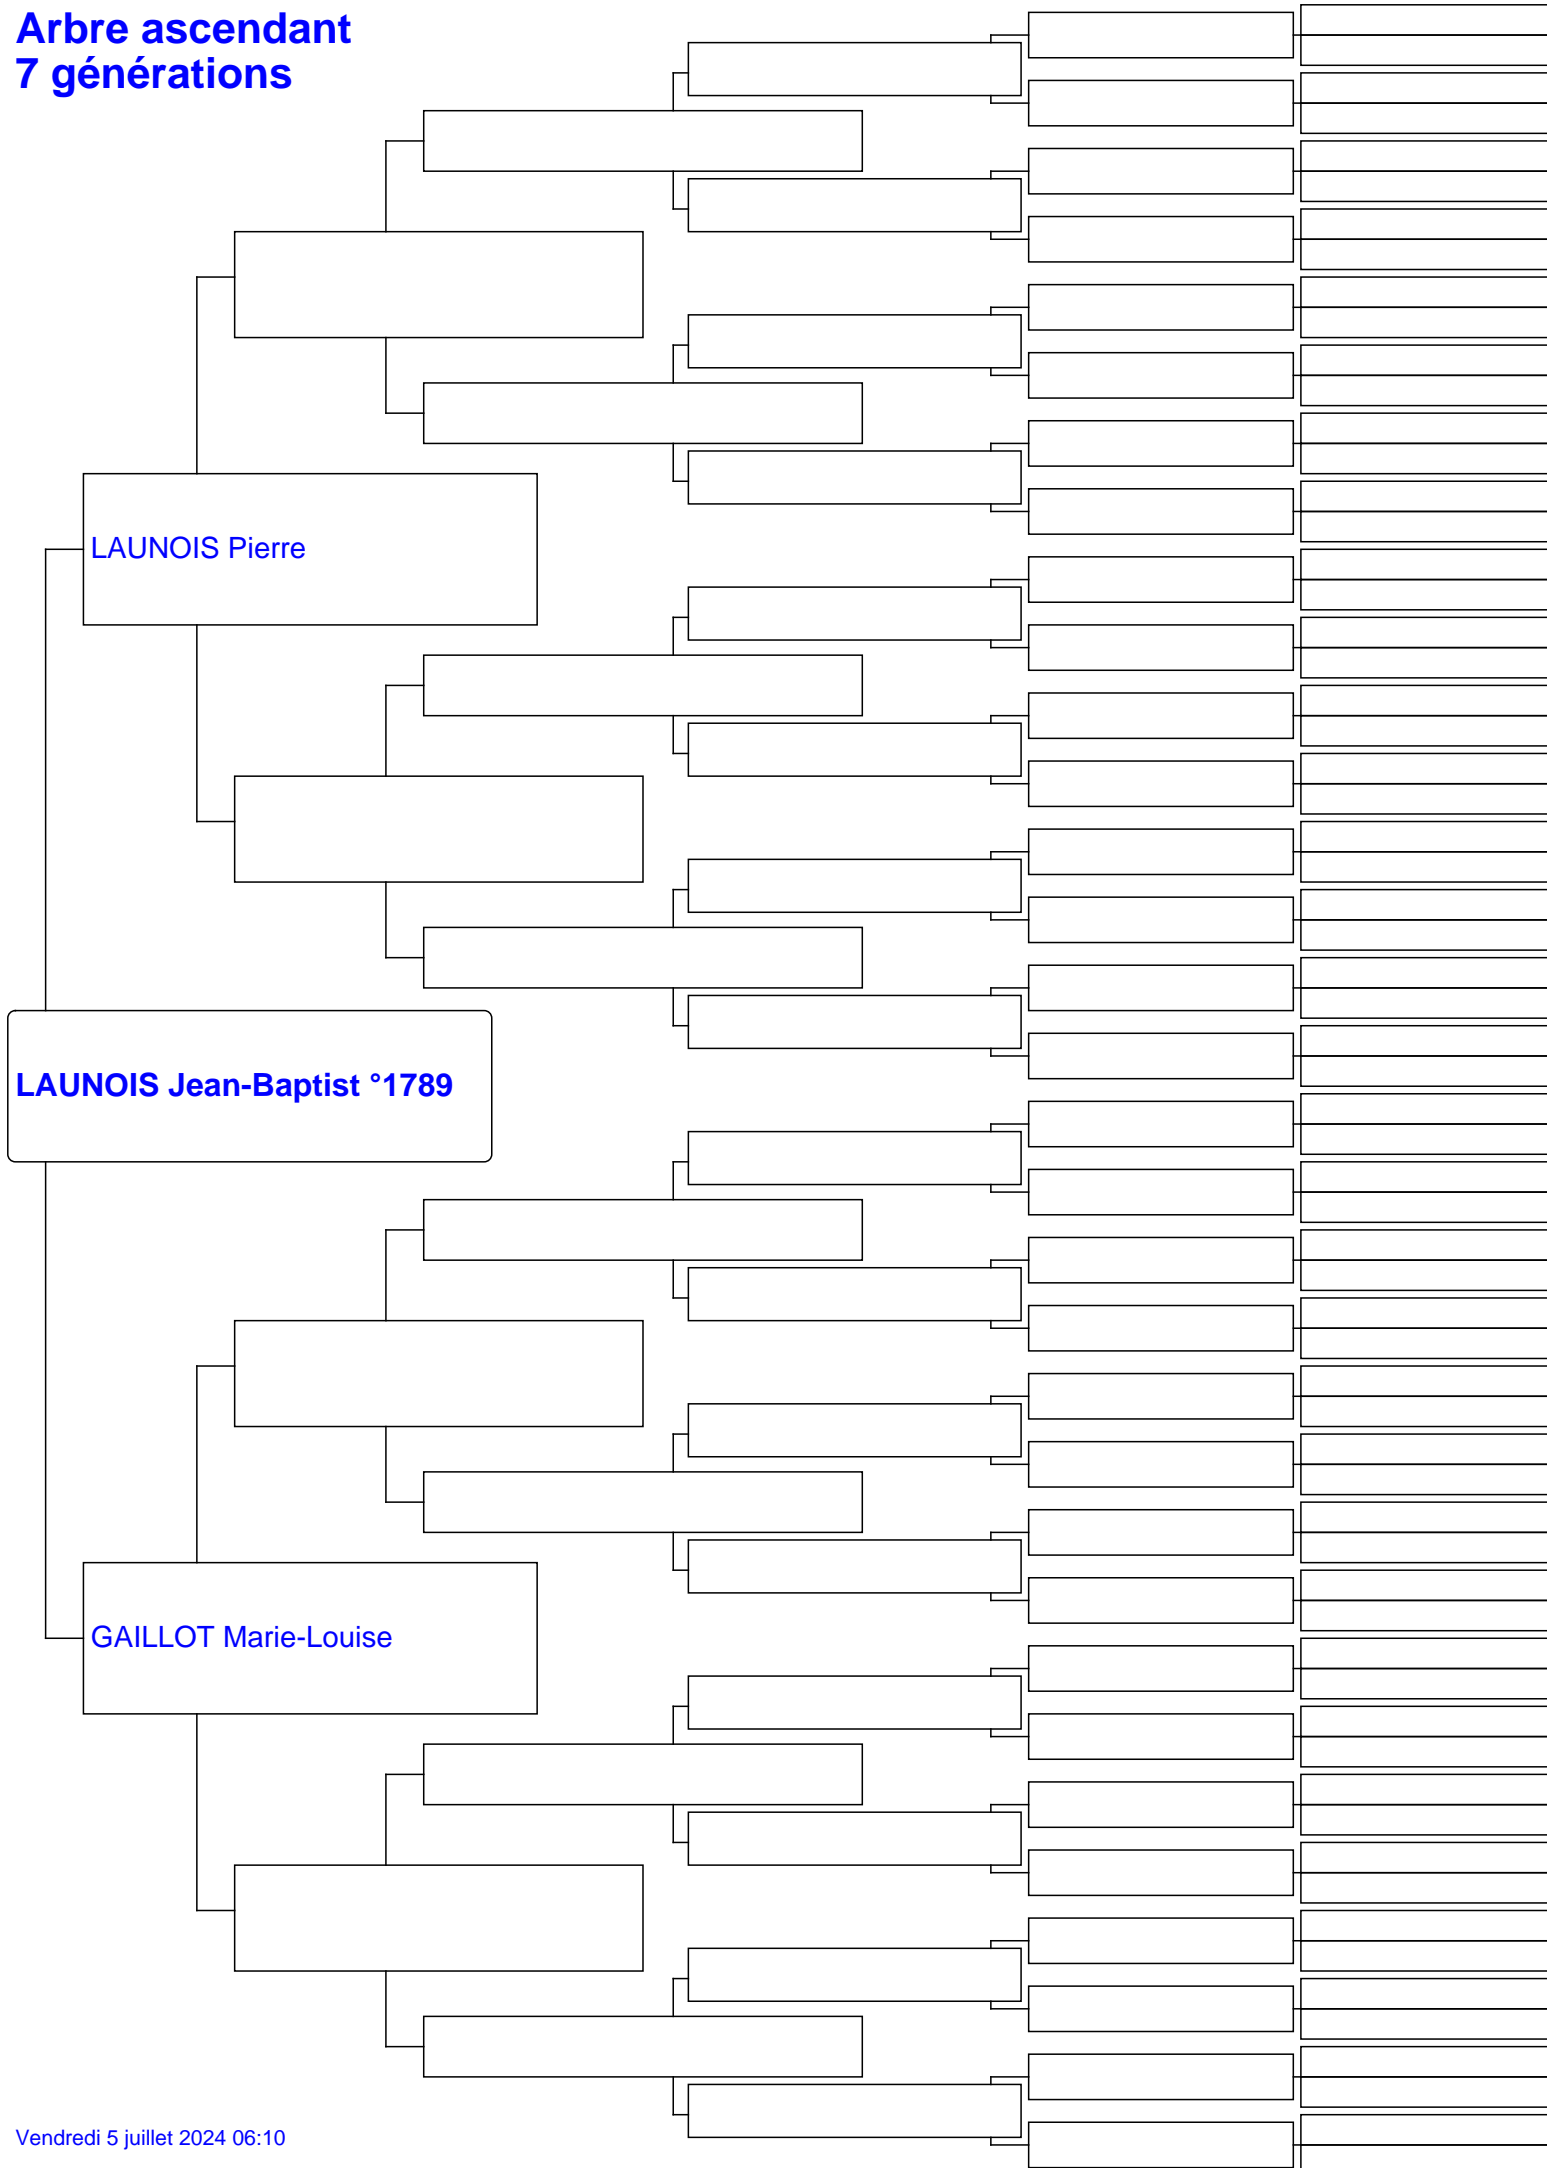 Arbre ascendant
7 générations
LAUNOIS Pierre
LAUNOIS Jean-Baptist °1789
GAILLOT Marie-Louise
Vendredi 5 juillet 2024 06:10